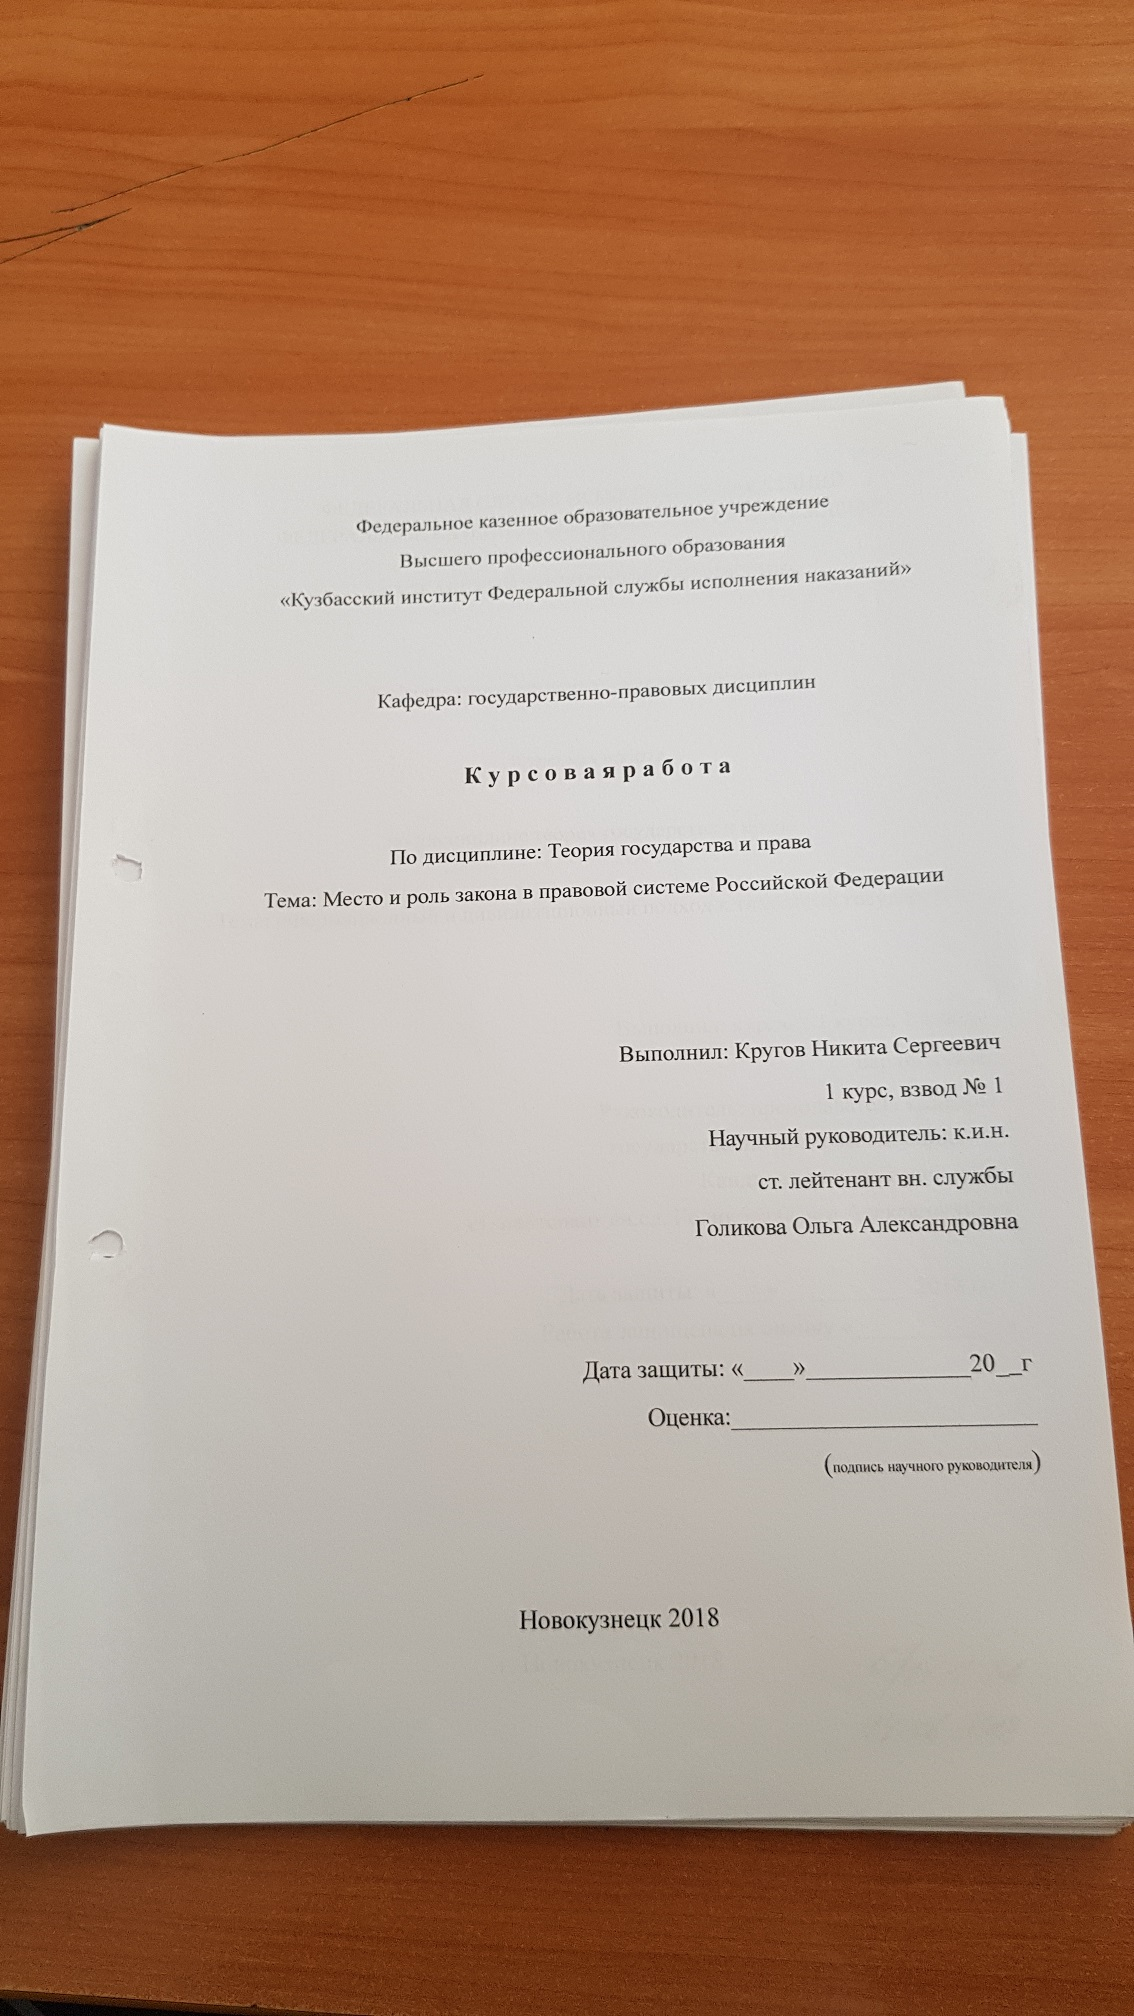 Федеральное казенное образовательное учреждение
Высшего профессионального образования
«Кузбасский институт Федеральной службы исполнения наказаний»
Кафедра: государственно-правовых дисциплин
К у р с о в а я р а б о т а
По дисциплине: Теория государства и права
Тема: Место и роль закона в правовой системе Российской Федерации
Выполнил: Кругов Никита Сергеевич
1 курс, взвод № 1
Научный руководитель: к.и.н.
ст. лейтенант вн. службы
Голикова Ольга Александровна
Дата защиты: «____»_____________20__г
Оценка:________________________
(подпись научного руководителя)
Новокузнецк 2018